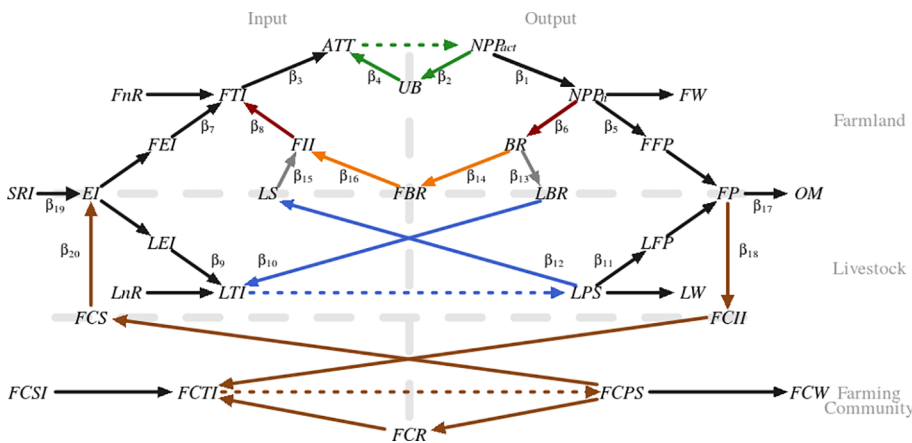 Input Output
ATT NPPact
β3 β4 UB β2 β1
FnR FTI NPPh FW
β7 β8 β6 β5 Farmland
FEI FII BR FFP
β15 β16 β14 β13
SRI EI LS FBR LBR FP OM
β19 β17
LEI LFP
β20 β9 β10 β12 β11 β18
Livestock
LnR LTI LPS LW
FCS FCII
FCSI FCTI FCPS FCW Farming
Community
FCR